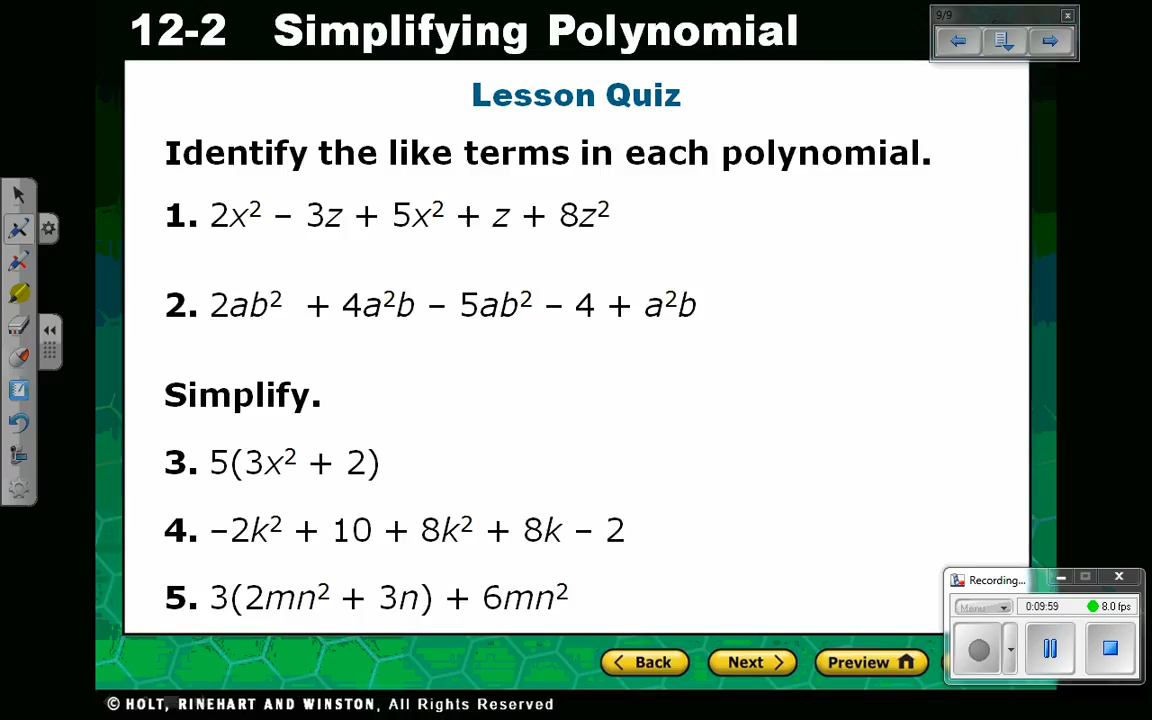 12-2 Simplifying Polynomial
9/9
Lesson Quiz
Identify the like terms in each polynomial.
1. 2x² – 3z + 5x² + z + 8z²
2. 2ab² + 4a²b – 5ab² – 4 + a²b
Simplify.
3. 5(3x² + 2)
4. –2k² + 10 + 8k² + 8k – 2
5. 3(2mn² + 3n) + 6mn²
Recording...
Menu 0:09:59 8.0 fps
Back Next Preview
© HOLT, RINEHART AND WINSTON, All Rights Reserved